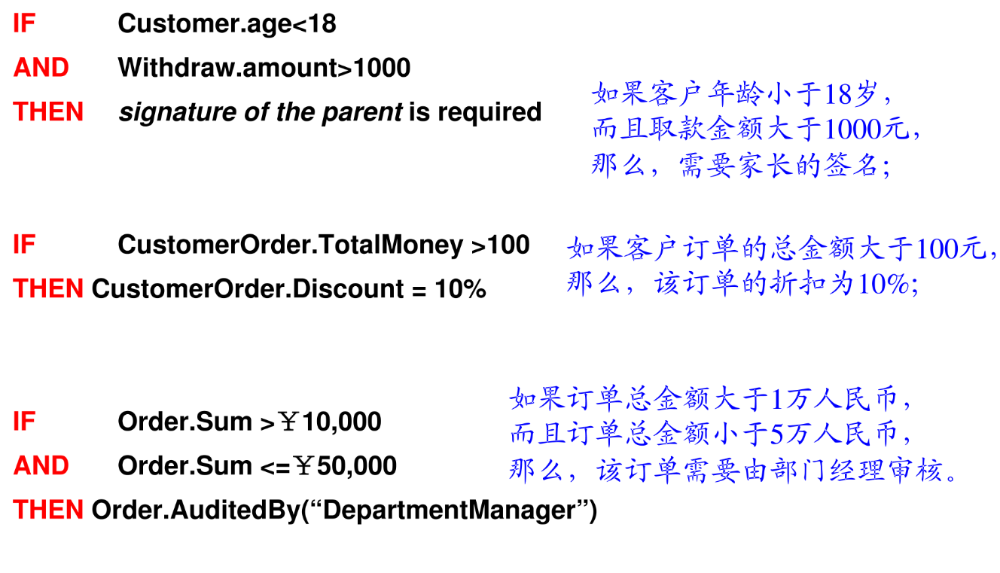 IF Customer.age<18
AND Withdraw.amount>1000
THEN signature of the parent is required
如果客户年龄小于18岁，
而且取款金额大于1000元，
那么，需要家长的签名；
IF CustomerOrder.TotalMoney >100
THEN CustomerOrder.Discount = 10%
如果客户订单的总金额大于100元，
那么，该订单的折扣为10%；
IF Order.Sum >￥10,000
AND Order.Sum <=￥50,000
THEN Order.AuditedBy(“DepartmentManager”)
如果订单总金额大于1万人民币，
而且订单总金额小于5万人民币，
那么，该订单需要由部门经理审核。